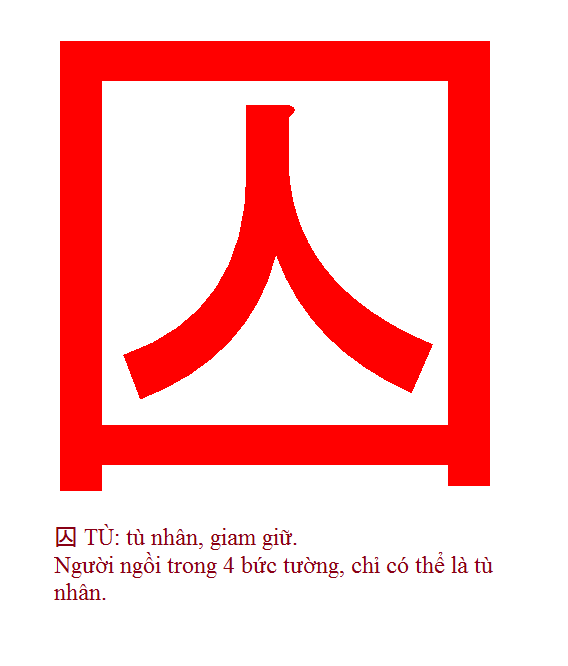 囚
囚 TÙ: tù nhân, giam giữ.
Người ngồi trong 4 bức tường, chỉ có thể là tù
nhân.